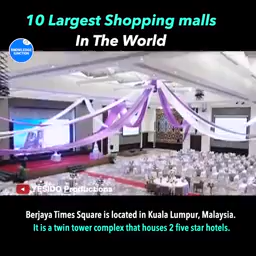 10 Largest Shopping malls
In The World
YESIDO Productions
Berjaya Times Square is located in Kuala Lumpur, Malaysia.
It is a twin tower complex that houses 2 five star hotels.